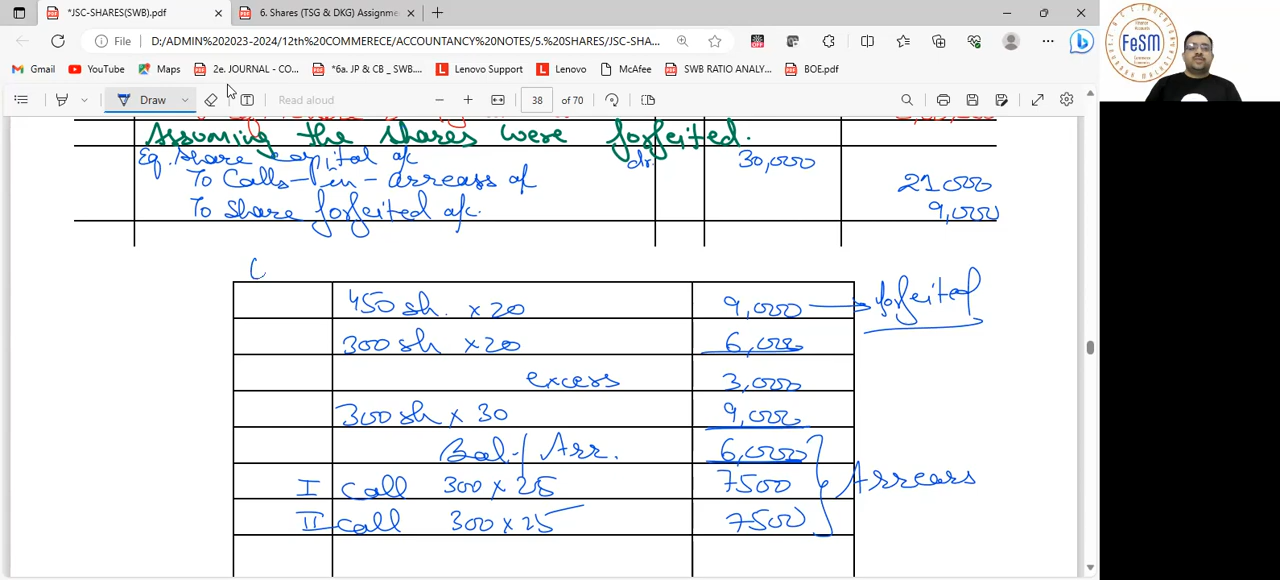 *JSC-SHARES(SWB).pdf
6. Shares (TSG & DKG) Assignme
File
D:/ADMIN%202023-2024/12th%20COMMERECE/ACCOUNTANCY%20NOTES/5.%20SHARES/JSC-SHA...
Gmail
YouTube
Maps
2e. JOURNAL - CO...
*6a. JP & CB _ SWB....
Lenovo Support
Lenovo
McAfee
SWB RATIO ANALY...
BOE.pdf
Draw
Read aloud
38
of 70
FeSM
Assuming the shares were forfeited.
Eq. share capital a/c dr. 30,000
To Calls-in-arrears a/c 21000
To share forfeited a/c. 9,000
450 sh. x 20 9,000 forfeited
300 sh x 20 6,000
excess 3,000
300 sh x 30 9,000
Bal./Arr. 6,000
I call 300 x 25 7500 Arrears
II call 300 x 25 7500